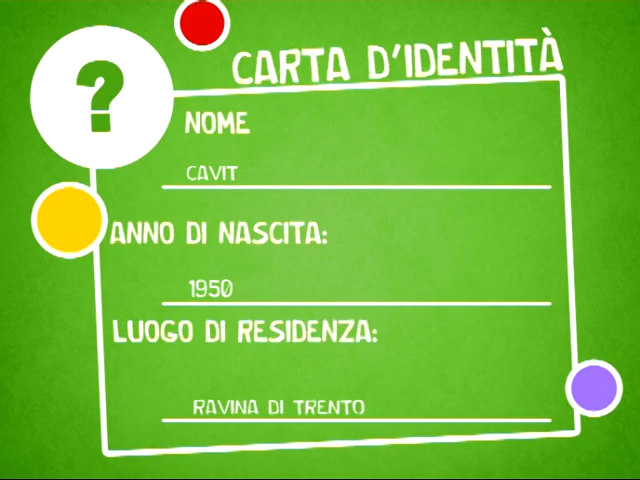 ?
CARTA D'IDENTITÀ
NOME
CAVIT
ANNO DI NASCITA:
1950
LUOGO DI RESIDENZA:
RAVINA DI TRENTO